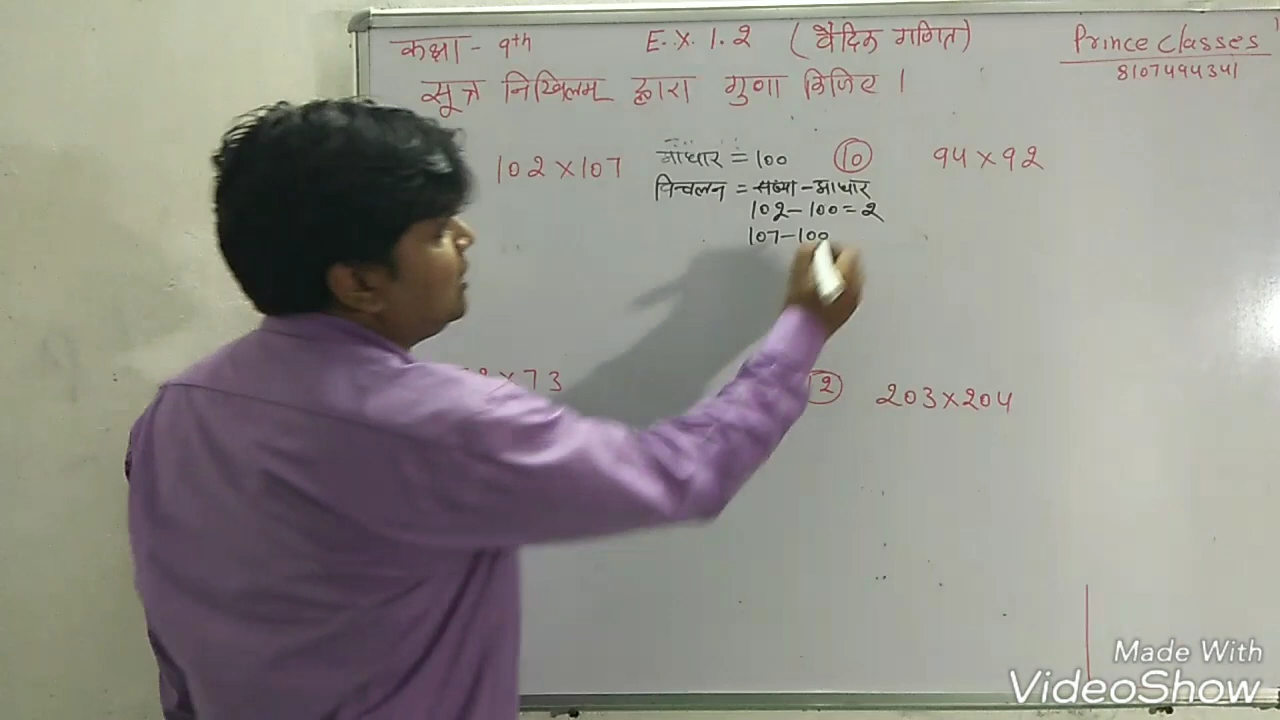 कक्षा - 9th E.X. 1.2 (वैदिक गणित)
Prince Classes
8107494341
सूत्र निखिलम् द्वारा गुणा किजिए।
102×107 आधार = 100
विचलन = संख्या - आधार
102-100=2
107-100
10 94×92
×73
2 203×204
Made With
VideoShow